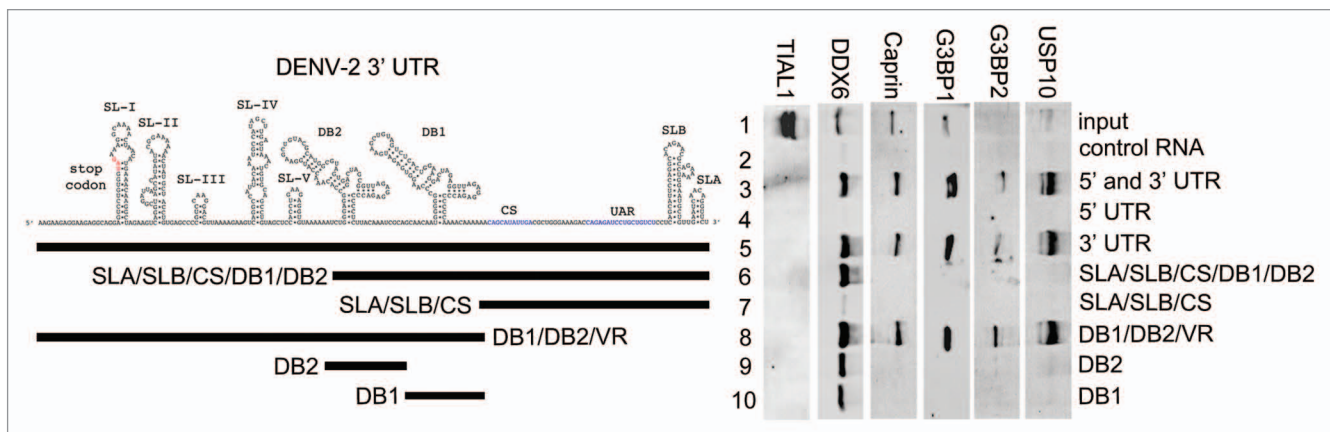 DENV-2 3' UTR
SL-I
SL-II
SL-III
SL-IV
SL-V
DB2
DB1
SLB
SLA
stop
codon
CS
UAR
5'
3'
SLA/SLB/CS/DB1/DB2
SLA/SLB/CS
DB1/DB2/VR
DB2
DB1
TIAL1
DDX6
Caprin
G3BP1
G3BP2
USP10
1 input
2 control RNA
3 5' and 3' UTR
4 5' UTR
5 3' UTR
6 SLA/SLB/CS/DB1/DB2
7 SLA/SLB/CS
8 DB1/DB2/VR
9 DB2
10 DB1